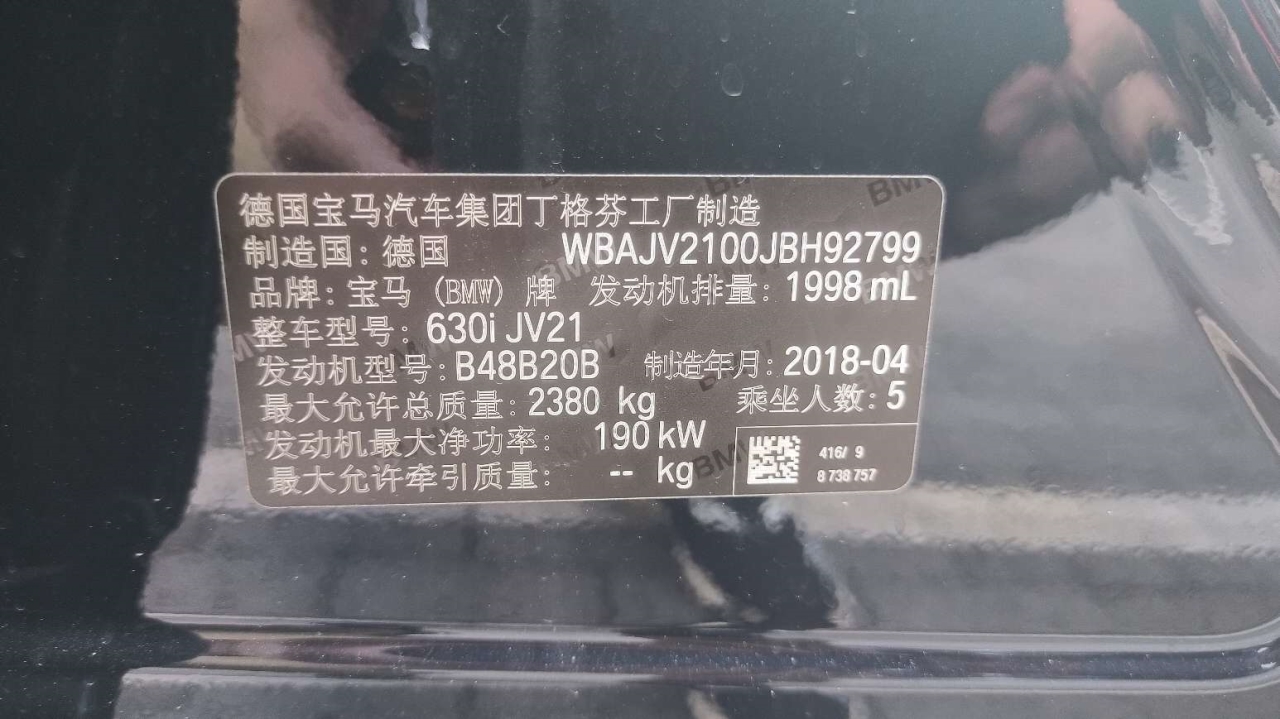 德国宝马汽车集团丁格芬工厂制造
制造国：德国 WBAJV2100JBH92799
品牌：宝马（BMW）牌 发动机排量：1998 mL
整车型号：630i JV21
发动机型号：B48B20B 制造年月：2018-04
最大允许总质量：2380 kg 乘坐人数：5
发动机最大净功率： 190 kW
最大允许牵引质量： -- kg
416/ 9
8 738 757